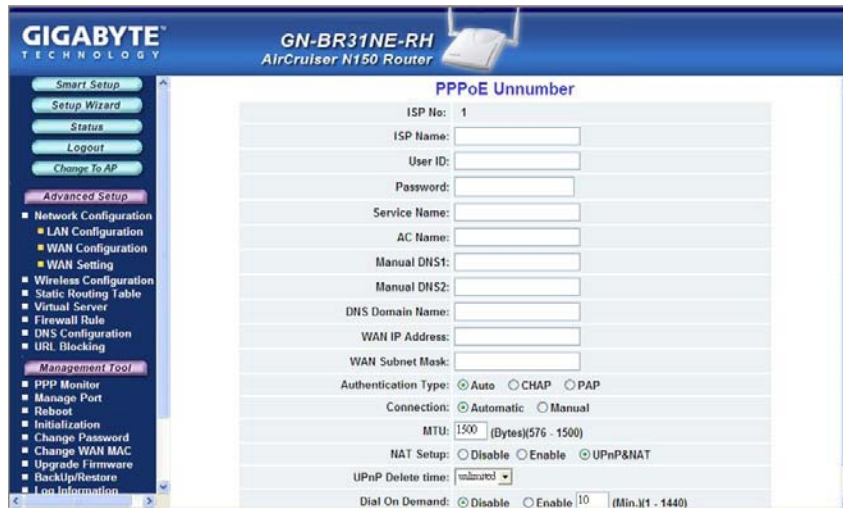 GIGABYTE™
TECHNOLOGY
GN-BR31NE-RH
AirCruiser N150 Router
Smart Setup
Setup Wizard
Status
Logout
Change To AP
Advanced Setup
Network Configuration
LAN Configuration
WAN Configuration
WAN Setting
Wireless Configuration
Static Routing Table
Virtual Server
Firewall Rule
DNS Configuration
URL Blocking
Management Tool
PPP Monitor
Manage Port
Reboot
Initialization
Change Password
Change WAN MAC
Upgrade Firmware
BackUp/Restore
Log Information
PPPoE Unnumber
ISP No: 1
ISP Name:
User ID:
Password:
Service Name:
AC Name:
Manual DNS1:
Manual DNS2:
DNS Domain Name:
WAN IP Address:
WAN Subnet Mask:
Authentication Type: Auto CHAP PAP
Connection: Automatic Manual
MTU: 1500 (Bytes)(576 - 1500)
NAT Setup: Disable Enable UPnP&NAT
UPnP Delete time: unlimited
Dial On Demand: Disable Enable 10 (Min.)(1 - 1440)